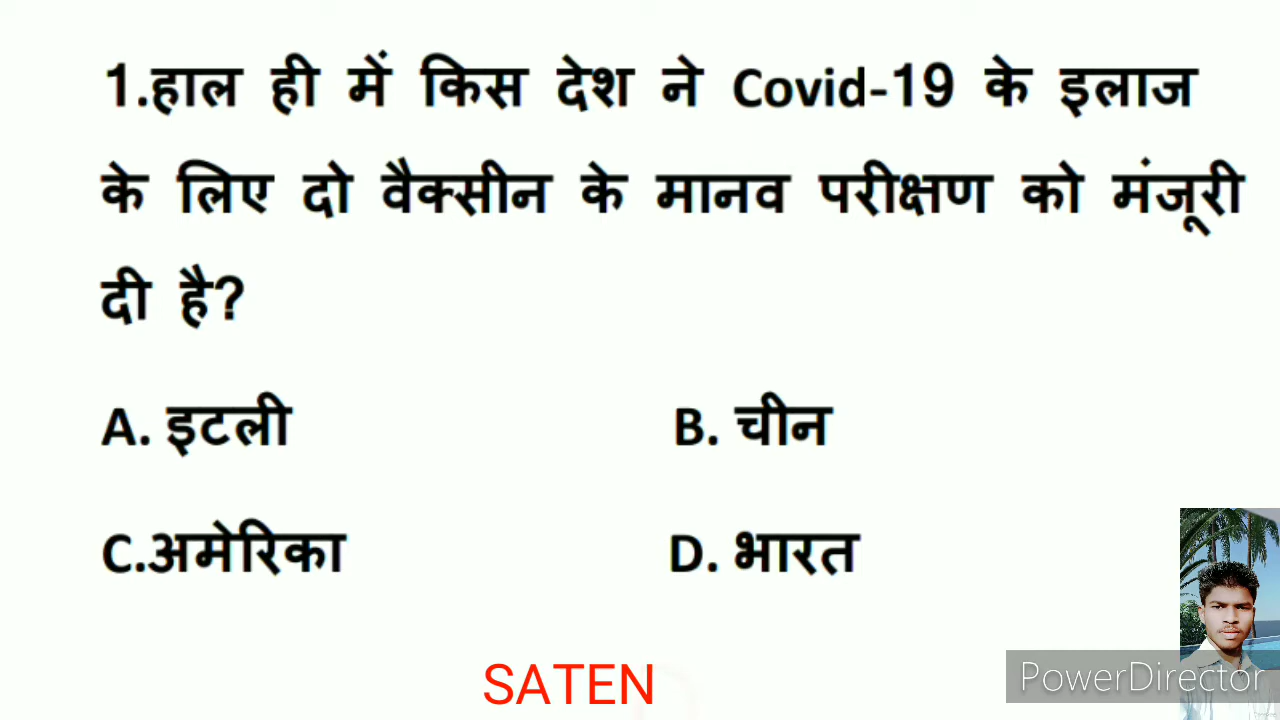 1.हाल ही में किस देश ने Covid-19 के इलाज
के लिए दो वैक्सीन के मानव परीक्षण को मंजूरी
दी है?
A. इटली B. चीन
C.अमेरिका D. भारत
SATEN
PowerDirector